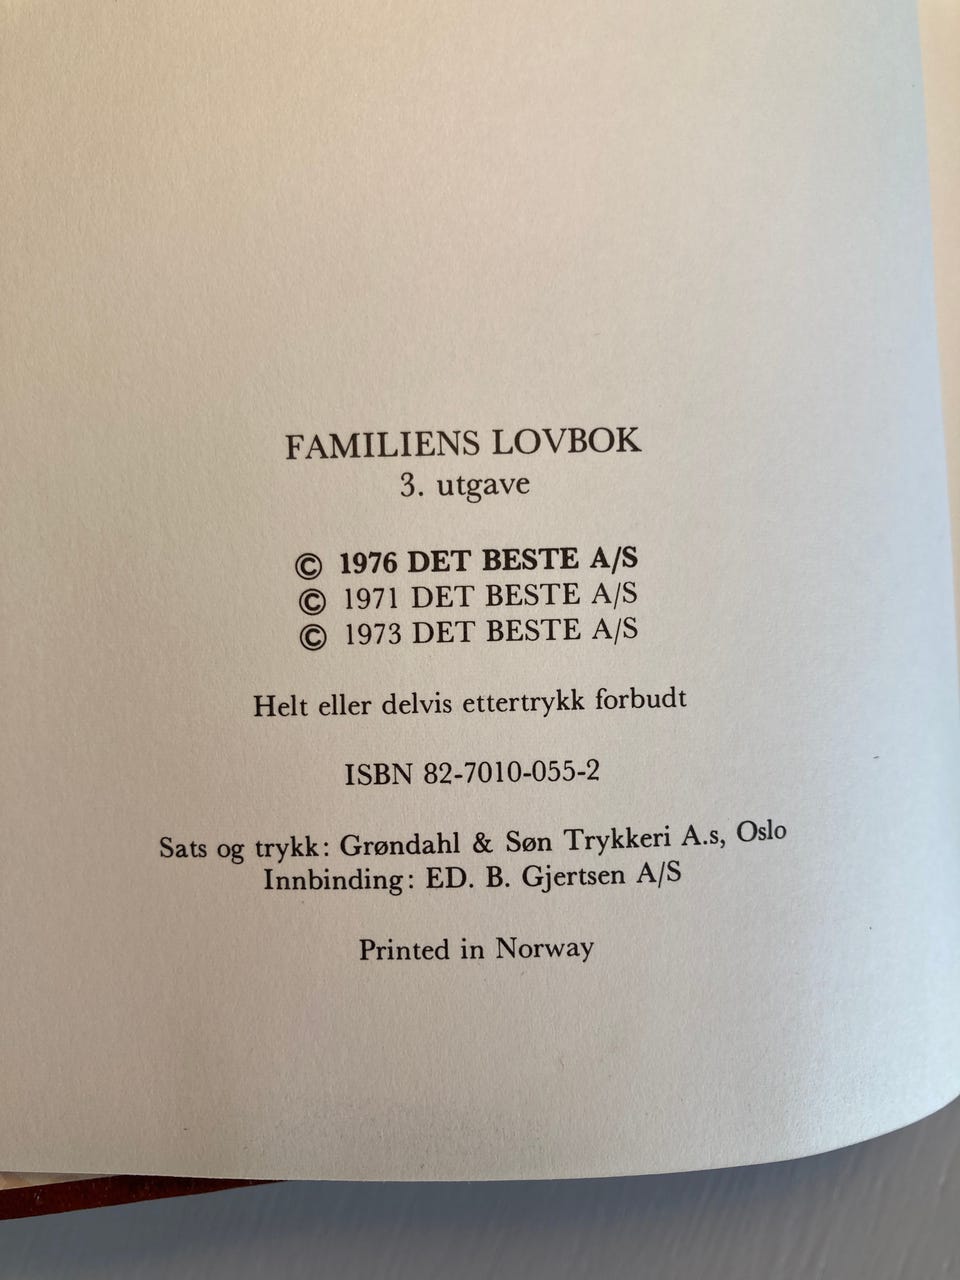 FAMILIENS LOVBOK
3. utgave
© 1976 DET BESTE A/S
© 1971 DET BESTE A/S
© 1973 DET BESTE A/S
Helt eller delvis ettertrykk forbudt
ISBN 82-7010-055-2
Sats og trykk: Grøndahl & Søn Trykkeri A.s, Oslo
Innbinding: ED. B. Gjertsen A/S
Printed in Norway